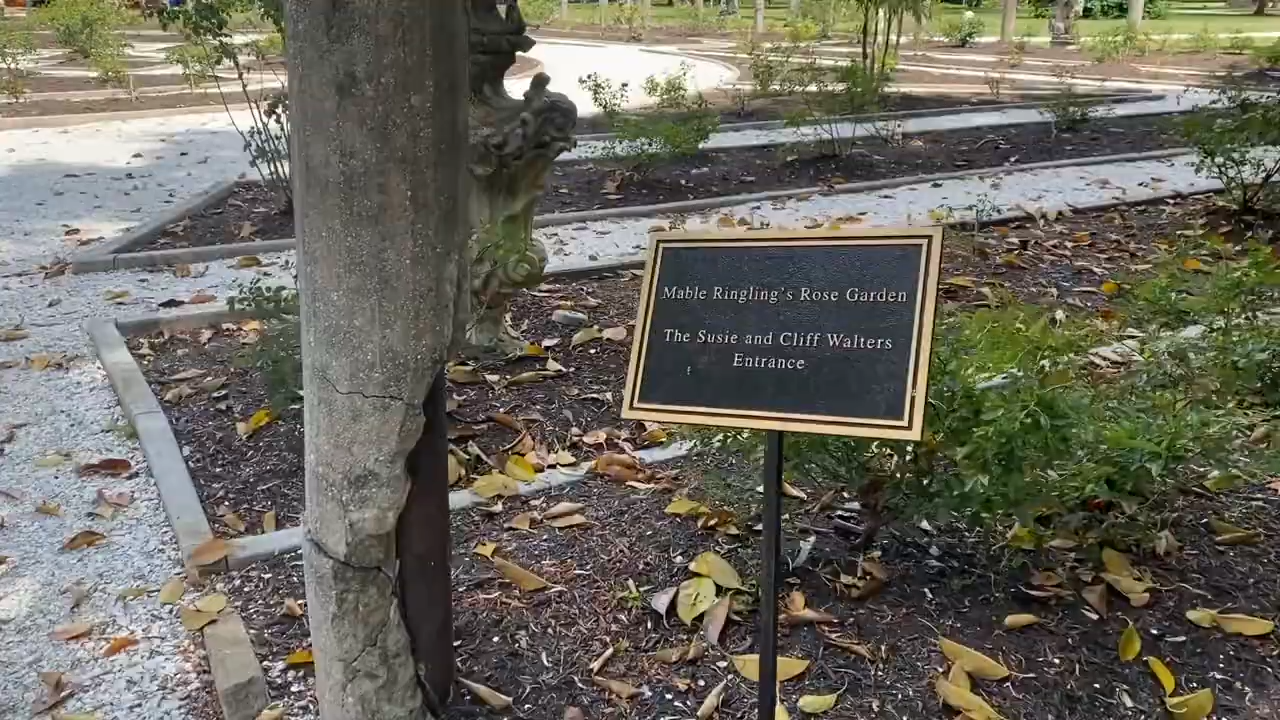 Mable Ringling's Rose Garden
The Susie and Cliff Walters
Entrance